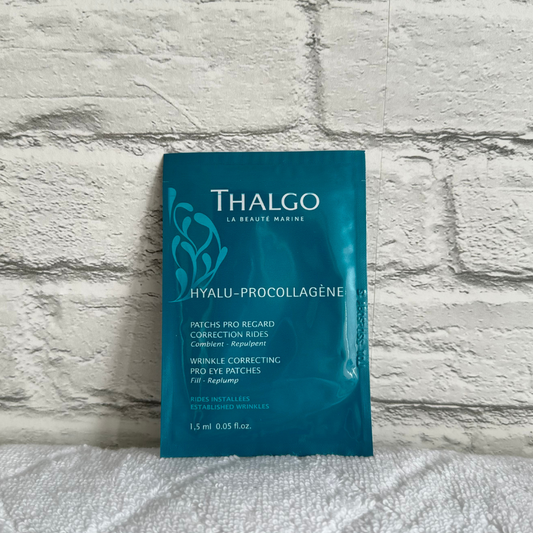 THALGO
LA BEAUTÉ MARINE
HYALU-PROCOLLAGÈNE
PATCHS PRO REGARD
CORRECTION RIDES
Comblent - Repulpent
WRINKLE CORRECTING
PRO EYE PATCHES
Fill - Replump
RIDES INSTALLÉES
ESTABLISHED WRINKLES
1,5 ml 0.05 fl.oz.